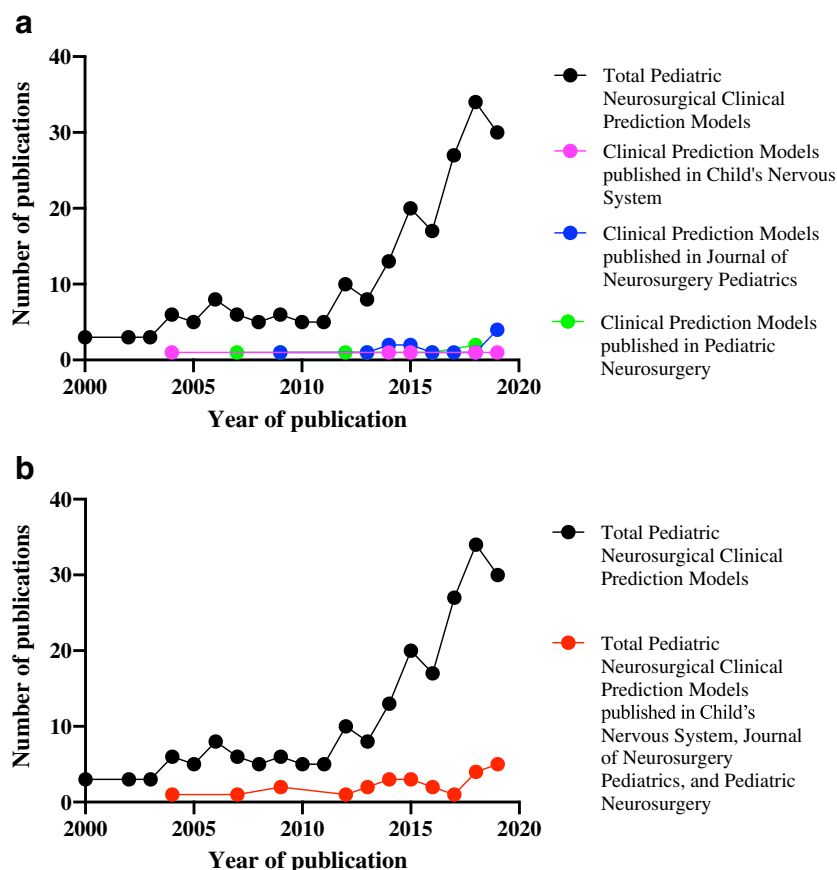 a
40
30
20
10
0
2000
2005
2010
2015
2020
Number of publications
Year of publication
Total Pediatric
Neurosurgical Clinical
Prediction Models
Clinical Prediction Models
published in Child's Nervous
System
Clinical Prediction Models
published in Journal of
Neurosurgery Pediatrics
Clinical Prediction Models
published in Pediatric
Neurosurgery
b
40
30
20
10
0
2000
2005
2010
2015
2020
Number of publications
Year of publication
Total Pediatric
Neurosurgical Clinical
Prediction Models
Total Pediatric
Neurosurgical Clinical
Prediction Models
published in Child’s
Nervous System, Journal
of Neurosurgery
Pediatrics, and Pediatric
Neurosurgery